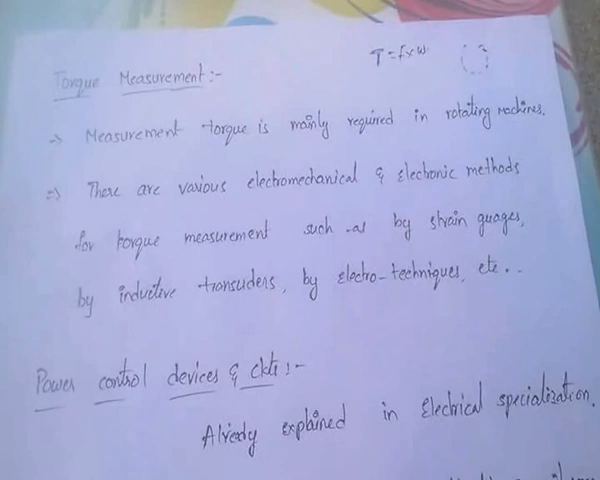 T = f x w
Torque Measurement :-
→ Measurement torque is mainly required in rotating machines.
⇒ There are various electromechanical & electronic methods
for torque measurement such as by strain guages,
by inductive transuders, by electro-techniques, etc..
Power control devices & ckts :-
Already explained in Electrical specialization.